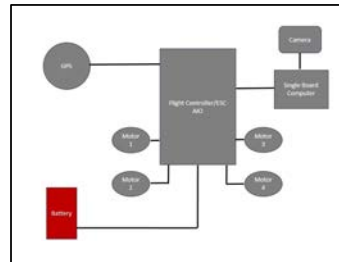 Camera
GPS
Single Board
Computer
Flight Controller/ESC
AIO
Motor
1
Motor
3
Motor
2
Motor
4
Battery